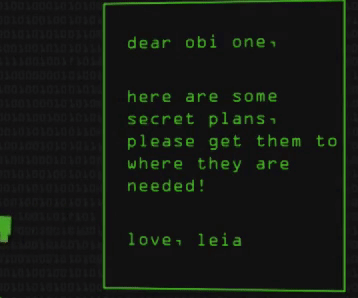 dear obi one,
here are some
secret plans,
please get them to
where they are
needed!
love, leia